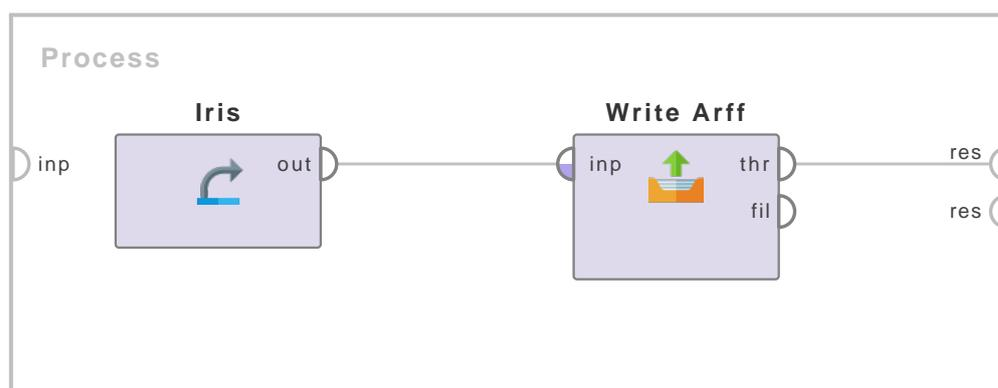 Process
Iris
Write Arff
inp
out
inp
thr
res
fil
res